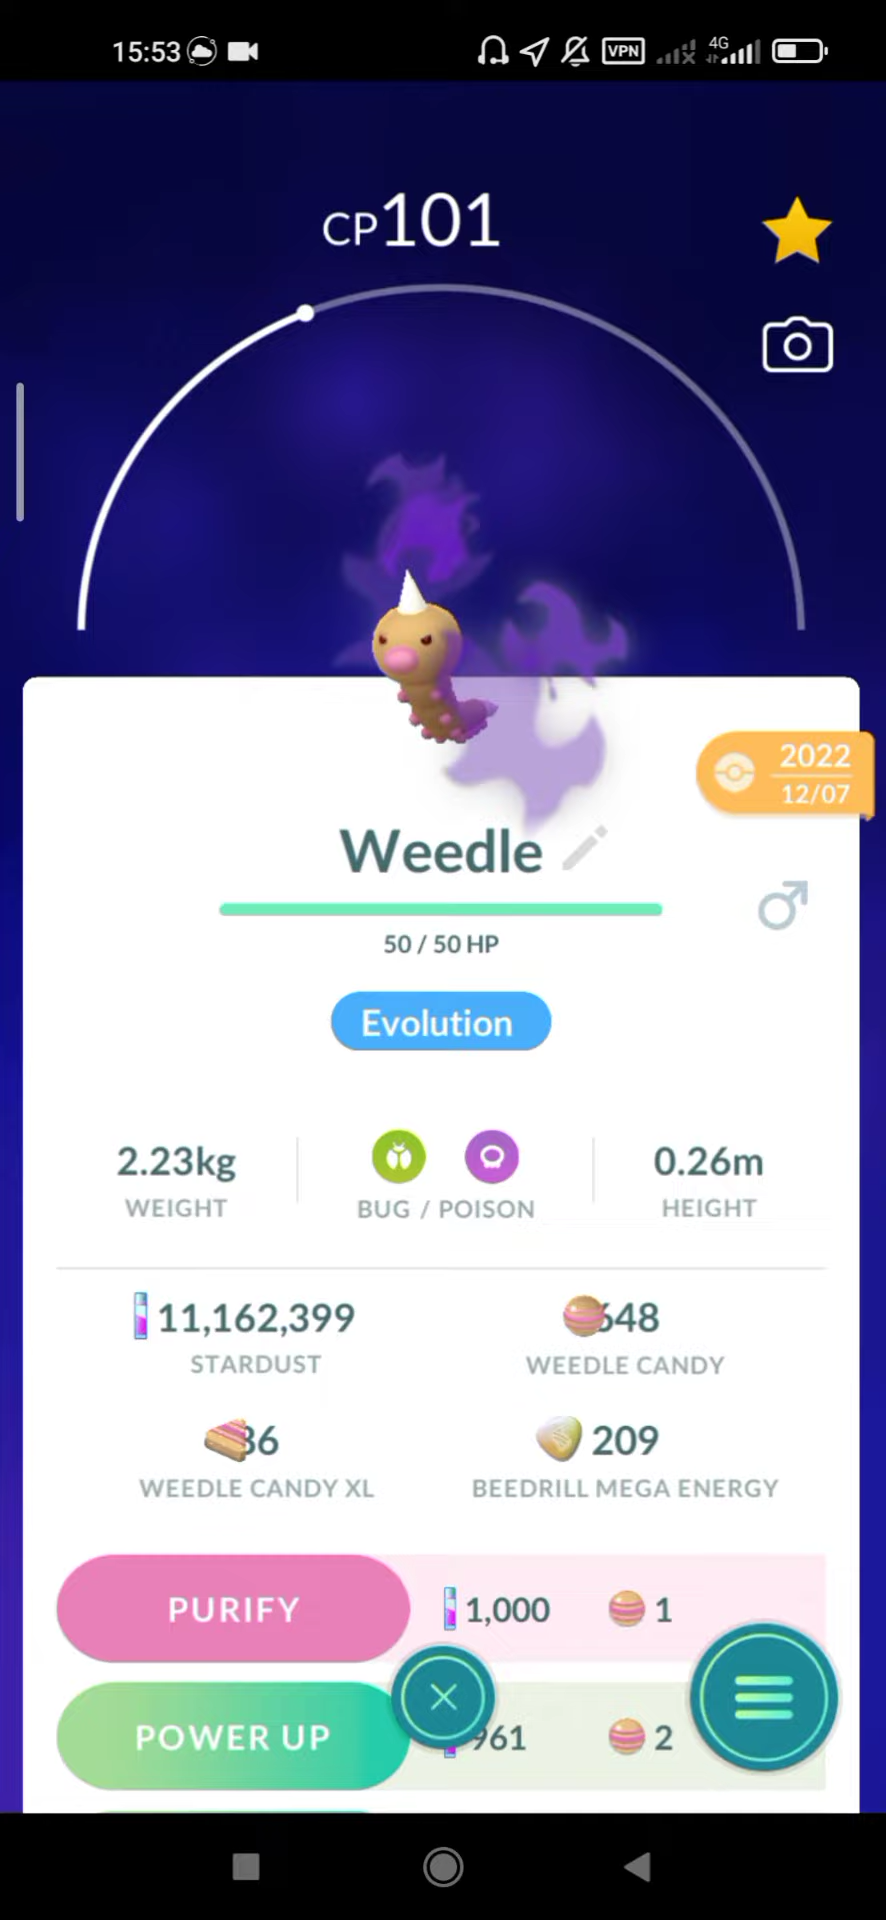 15:53
VPN
4G
CP101
2022
12/07
Weedle
50 / 50 HP
Evolution
2.23kg
WEIGHT
BUG / POISON
0.26m
HEIGHT
11,162,399
STARDUST
648
WEEDLE CANDY
WEEDLE CANDY XL
209
BEEDRILL MEGA ENERGY
PURIFY
1,000
1
POWER UP
961
2